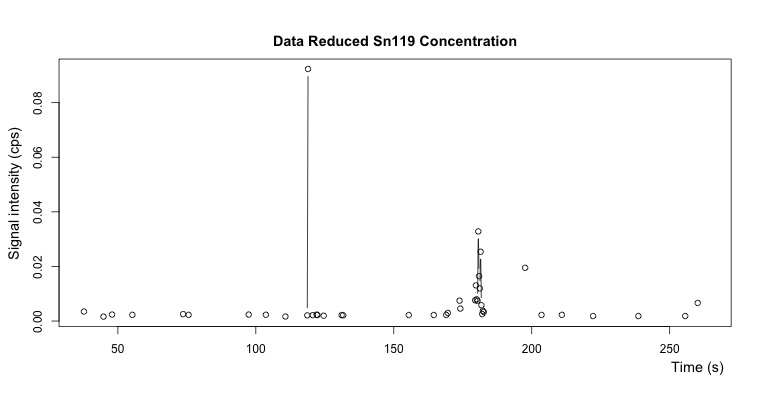 Data Reduced Sn119 Concentration
Signal intensity (cps)
0.08
0.06
0.04
0.02
0.00
50 100 150 200 250
Time (s)